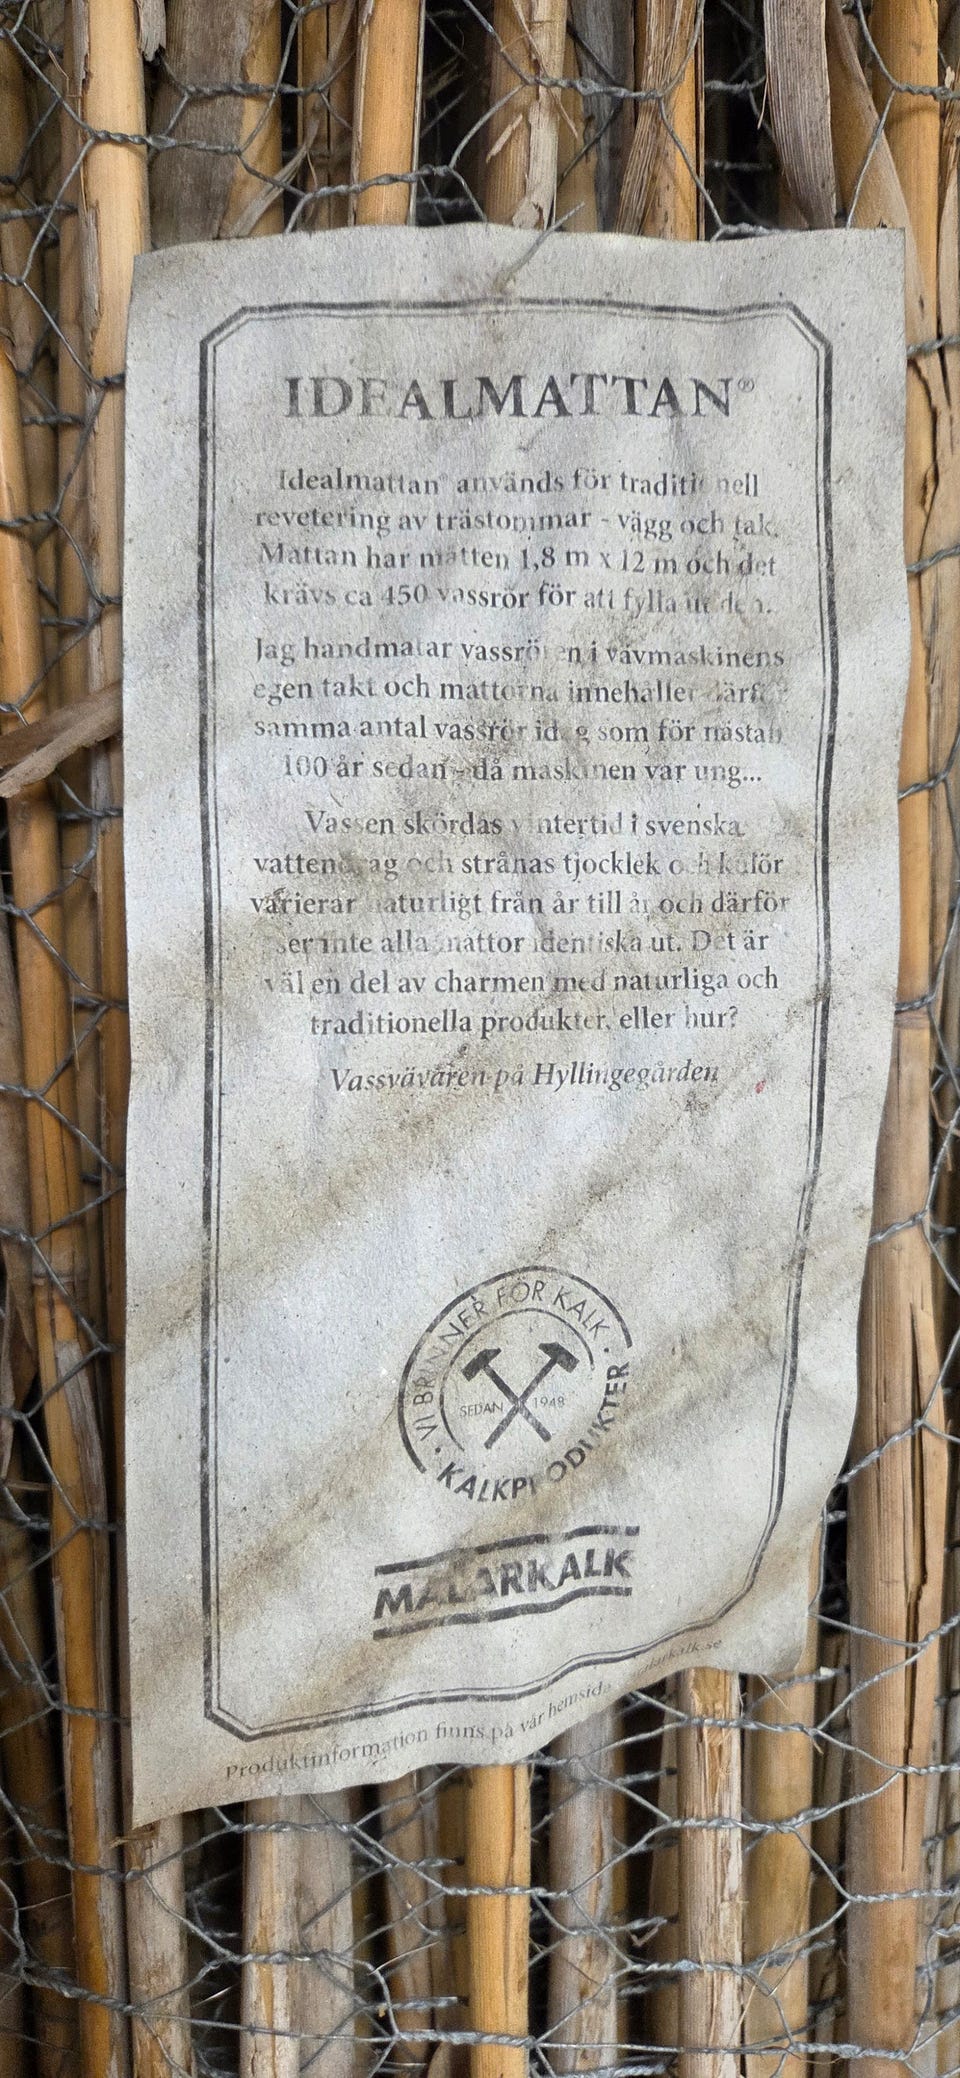 IDEALMATTAN®
Idealmattan® används för traditionell
revetering av trästommar - vägg och tak.
Mattan har måtten 1,8 m x 12 m och det
krävs ca 450 vassrör för att fylla ut den.
Jag handmatar vassrören i vävmaskinens
egen takt och mattorna innehåller därför
samma antal vassrör idag som för nästan
100 år sedan - då maskinen var ung...
Vassen skördas vintertid i svenska
vattendrag och strånas tjocklek och kulör
varierar naturligt från år till år och därför
ser inte alla mattor identiska ut. Det är
väl en del av charmen med naturliga och
traditionella produkter, eller hur?
Vassvävaren på Hyllingegården
· VI BRINNER FÖR KALK ·
SEDAN 1948
KALKPRODUKTER
MÄLARKALK
Produktinformation finns på vår hemsida malarkalk.se